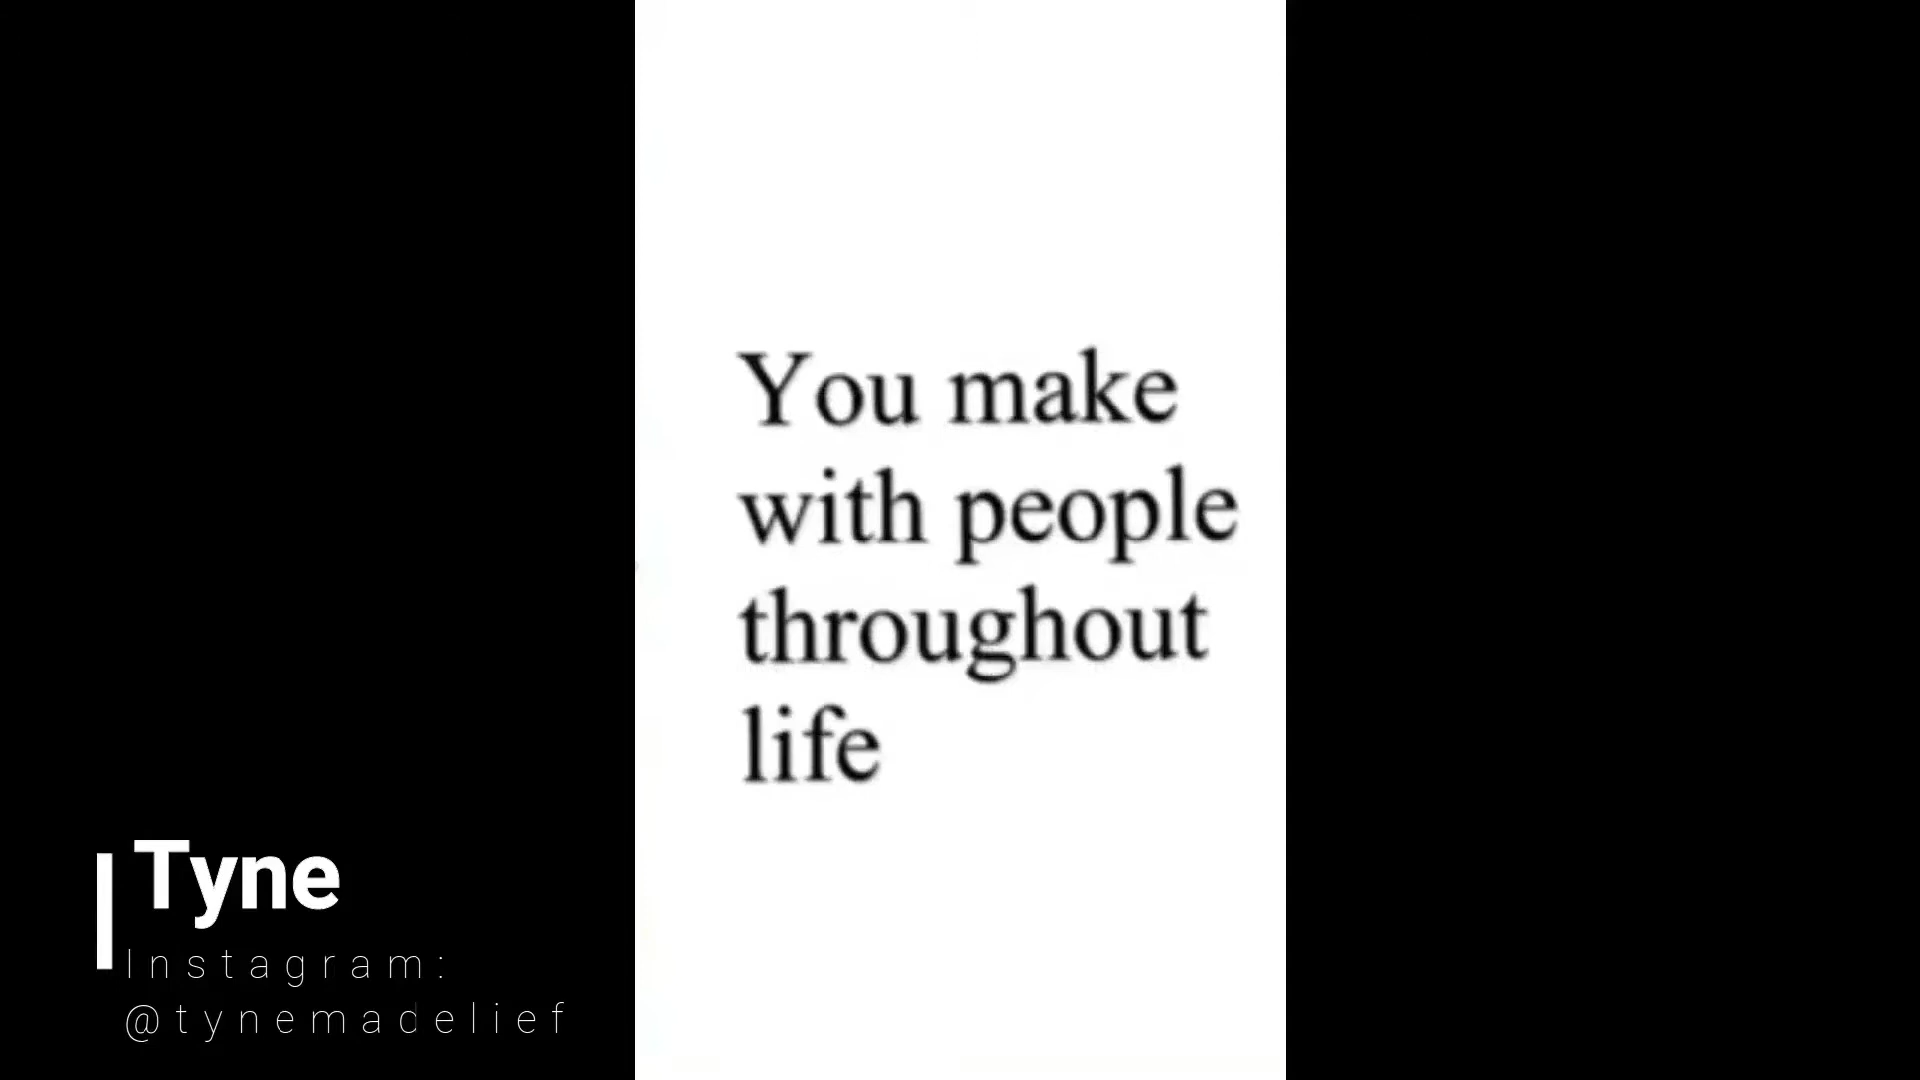 You make
with people
throughout
life
Tyne
Instagram:
@tynemadelief